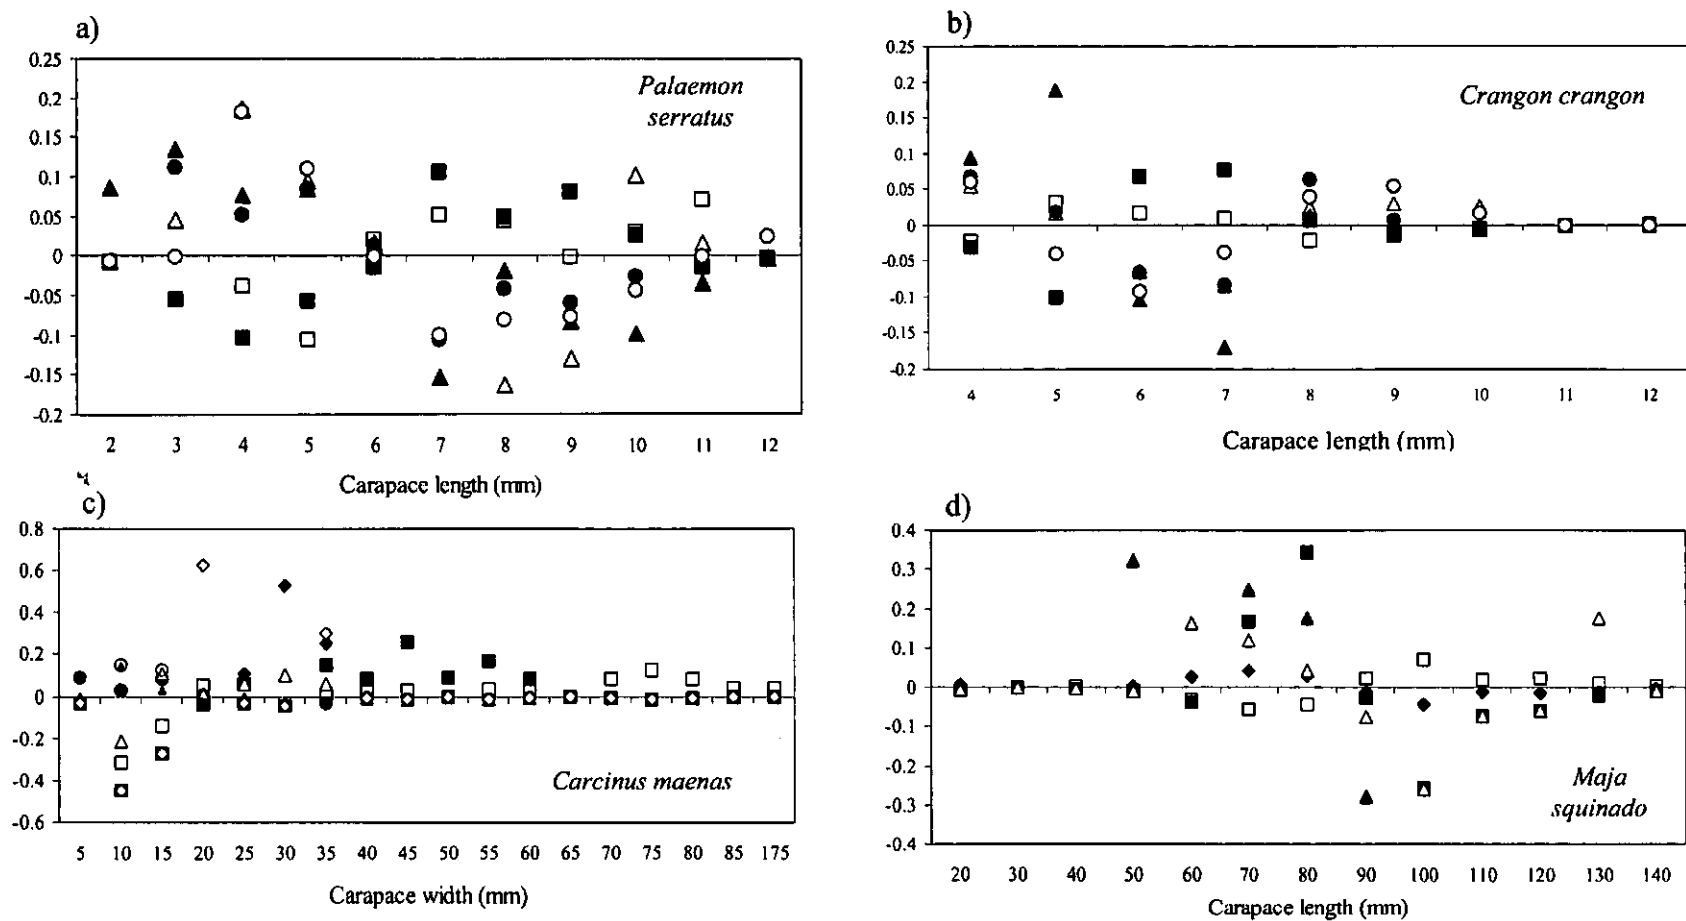 a)
0.25
0.2
0.15
0.1
0.05
0
-0.05
-0.1
-0.15
-0.2
Palaemon
serratus
2 3 4 5 6 7 8 9 10 11 12
Carapace length (mm)
b)
0.25
0.2
0.15
0.1
0.05
0
-0.05
-0.1
-0.15
-0.2
Crangon crangon
4 5 6 7 8 9 10 11 12
Carapace length (mm)
c)
0.8
0.6
0.4
0.2
0
-0.2
-0.4
-0.6
Carcinus maenas
5 10 15 20 25 30 35 40 45 50 55 60 65 70 75 80 85 175
Carapace width (mm)
d)
0.4
0.3
0.2
0.1
0
-0.1
-0.2
-0.3
-0.4
Maja
squinado
20 30 40 50 60 70 80 90 100 110 120 130 140
Carapace length (mm)